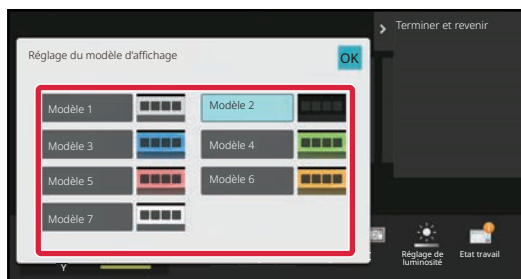 Terminer et revenir
Réglage du modèle d'affichage
OK
Modèle 1
Modèle 2
Modèle 3
Modèle 4
Modèle 5
Modèle 6
Modèle 7
Réglage de
luminosité
Etat travail
Y